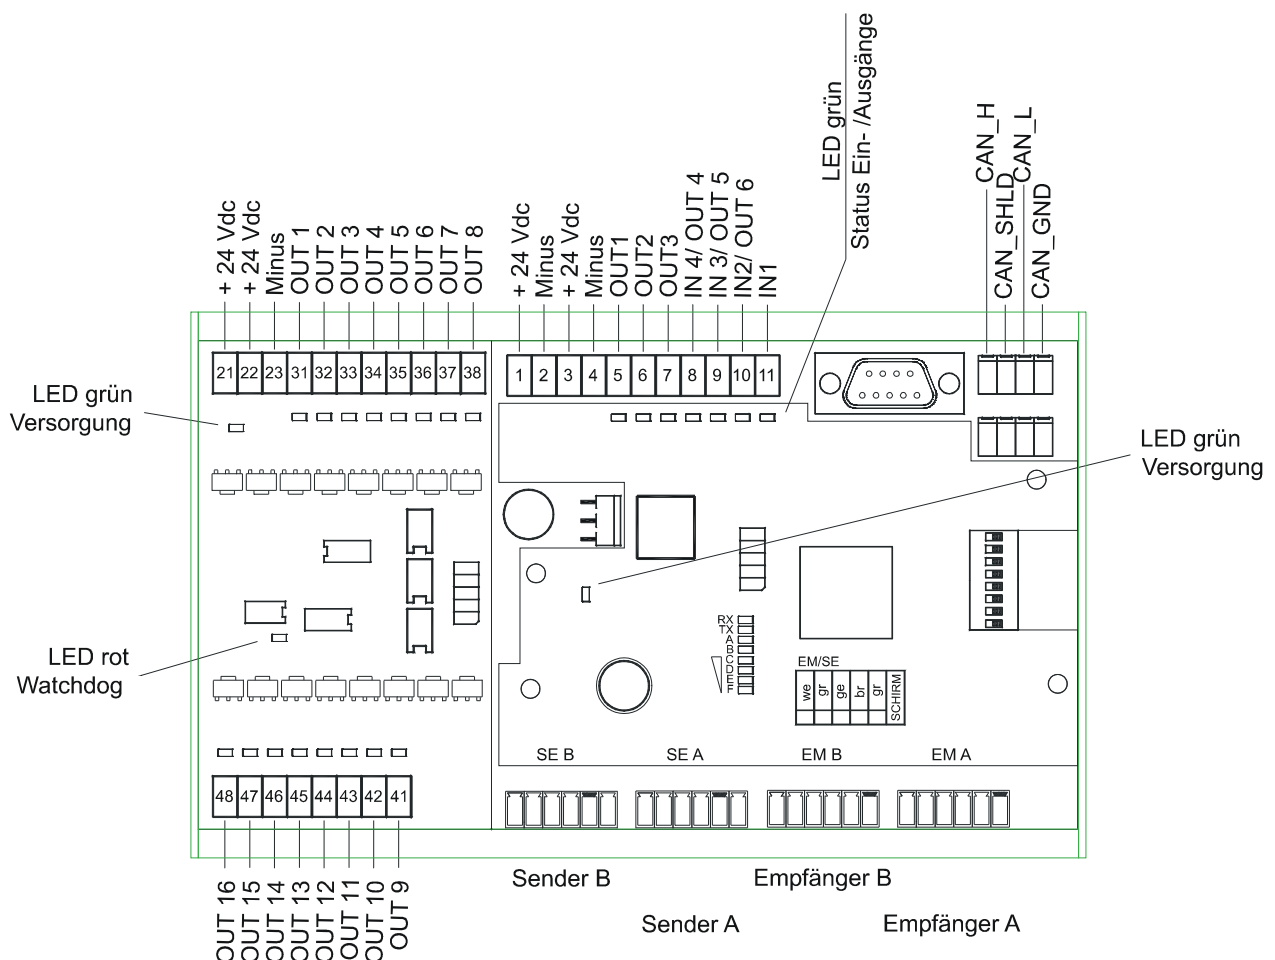 LED grün
Status Ein- /Ausgänge
CAN_H
CAN_SHLD
CAN_L
CAN_GND
+ 24 Vdc
+ 24 Vdc
Minus
OUT 1
OUT 2
OUT 3
OUT 4
OUT 5
OUT 6
OUT 7
OUT 8
+ 24 Vdc
Minus
+ 24 Vdc
Minus
OUT1
OUT2
OUT3
IN 4/ OUT 4
IN 3/ OUT 5
IN2/ OUT 6
IN1
21 22 23 31 32 33 34 35 36 37 38
1 2 3 4 5 6 7 8 9 10 11
LED grün
Versorgung
LED grün
Versorgung
LED rot
Watchdog
RX
TX
A
B
C
D
E
F
EM/SE
we
gr
ge
br
gr
SCHIRM
SE B
SE A
EM B
EM A
48 47 46 45 44 43 42 41
OUT 16
OUT 15
OUT 14
OUT 13
OUT 12
OUT 11
OUT 10
OUT 9
Sender B
Empfänger B
Sender A
Empfänger A